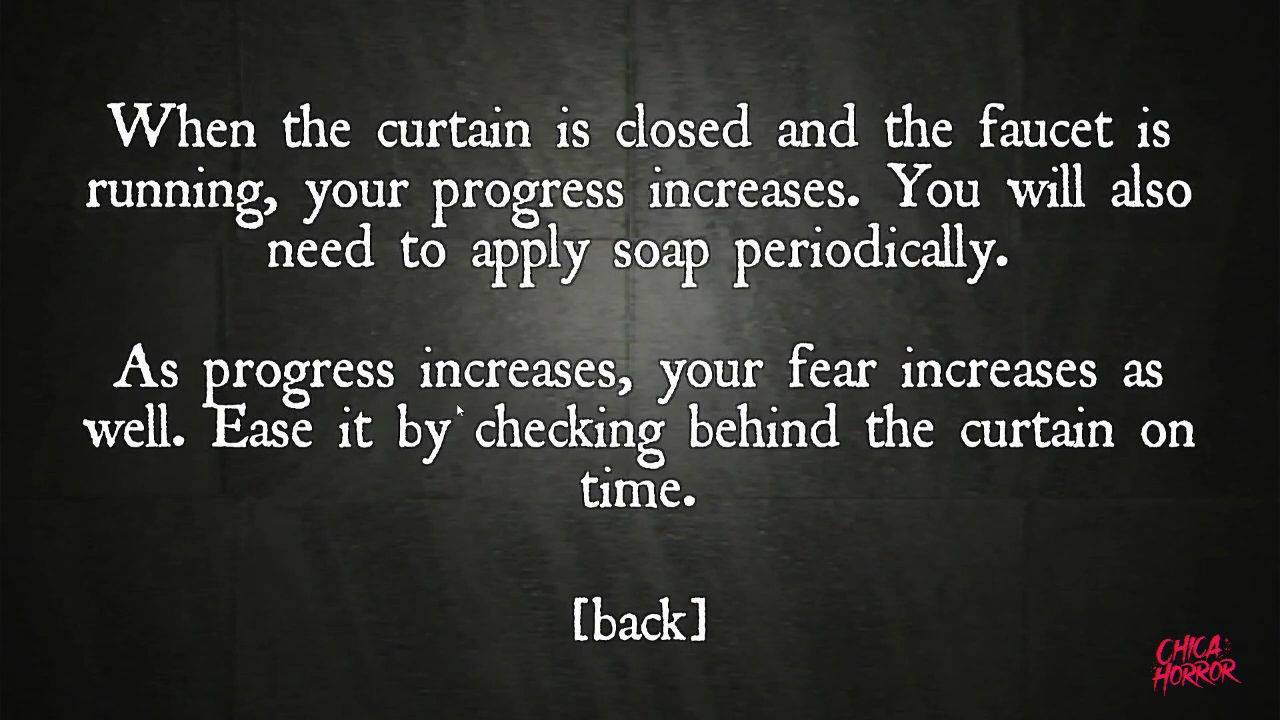 When the curtain is closed and the faucet is
running, your progress increases. You will also
need to apply soap periodically.
As progress increases, your fear increases as
well. Ease it by checking behind the curtain on
time.
[back]
CHICA
HORROR